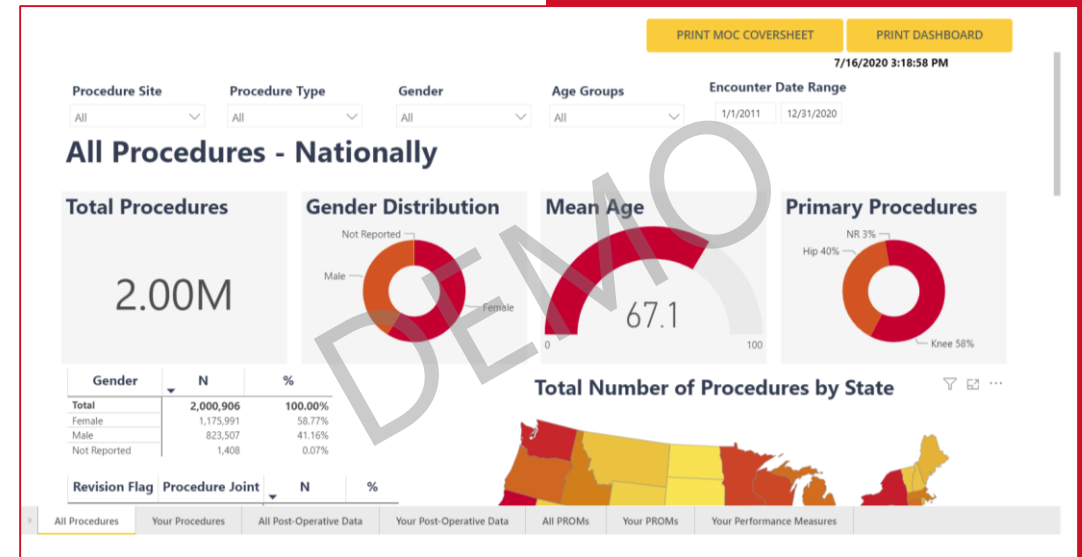 PRINT MOC COVERSHEET PRINT DASHBOARD
7/16/2020 3:18:58 PM
Procedure Site Procedure Type Gender Age Groups Encounter Date Range
All All All All 1/1/2011 12/31/2020
All Procedures - Nationally
Total Procedures
2.00M
Gender Distribution
Not Reported
Male
Female
Mean Age
67.1
0 100
Primary Procedures
NR 3%
Hip 40%
Knee 58%
DEMO
Gender N %
Total 2,000,906 100.00%
Female 1,175,991 58.77%
Male 823,507 41.16%
Not Reported 1,408 0.07%
Total Number of Procedures by State
Revision Flag Procedure Joint N %
All Procedures Your Procedures All Post-Operative Data Your Post-Operative Data All PROMs Your PROMs Your Performance Measures